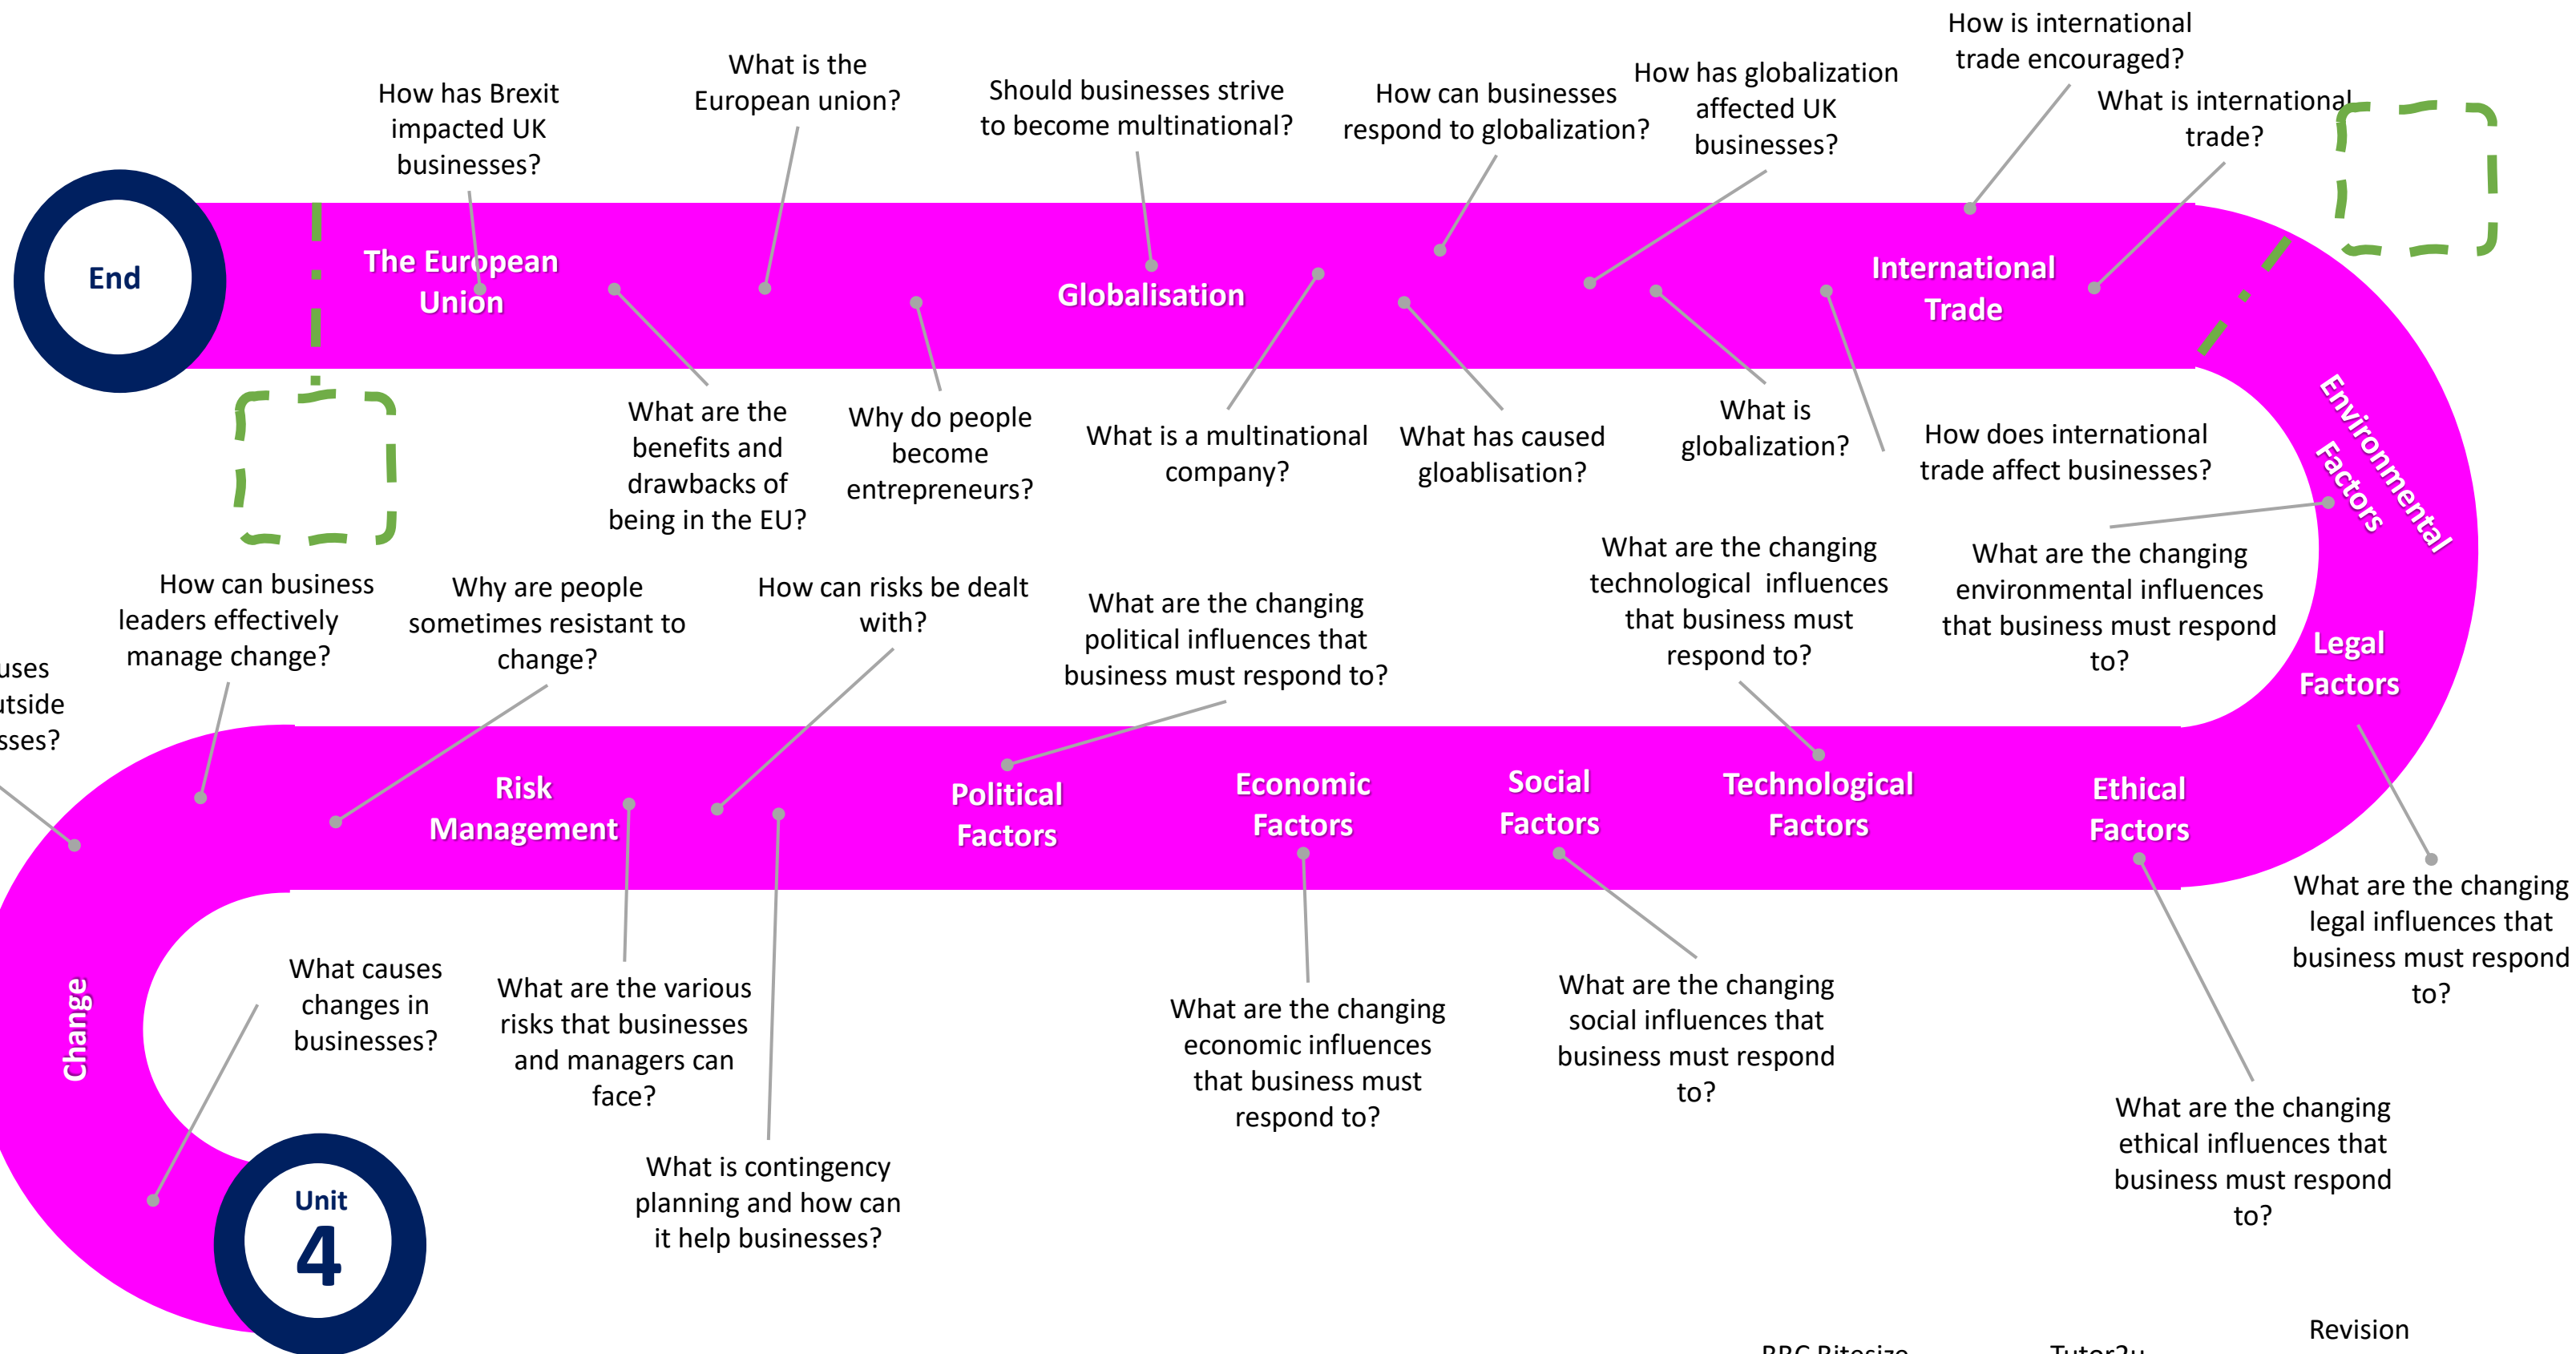 How is international
trade encouraged?
What is the
European union?
How has globalization
affected UK
businesses?
Should businesses strive
to become multinational?
How can businesses
respond to globalization?
How has Brexit
impacted UK
businesses?
What is international
trade?
End
The European
Union
Globalisation
International
Trade
What are the
benefits and
drawbacks of
being in the EU?
Why do people
become
entrepreneurs?
What is a multinational
company?
What has caused
gloablisation?
What is
globalization?
How does international
trade affect businesses?
Environmental
Factors
How can business
leaders effectively
manage change?
Why are people
sometimes resistant to
change?
How can risks be dealt
with?
What are the changing
political influences that
business must respond to?
What are the changing
technological  influences
that business must
respond to?
What are the changing
environmental influences
that business must respond
to?
Legal
Factors
uses
utside
sses?
Risk
Management
Political
Factors
Economic
Factors
Social
Factors
Technological
Factors
Ethical
Factors
What are the changing
legal influences that
business must respond
to?
Change
What causes
changes in
businesses?
What are the various
risks that businesses
and managers can
face?
What are the changing
economic influences
that business must
respond to?
What are the changing
social influences that
business must respond
to?
What are the changing
ethical influences that
business must respond
to?
What is contingency
planning and how can
it help businesses?
Unit
4
Revision
BBC Bitesize
Tutor2u